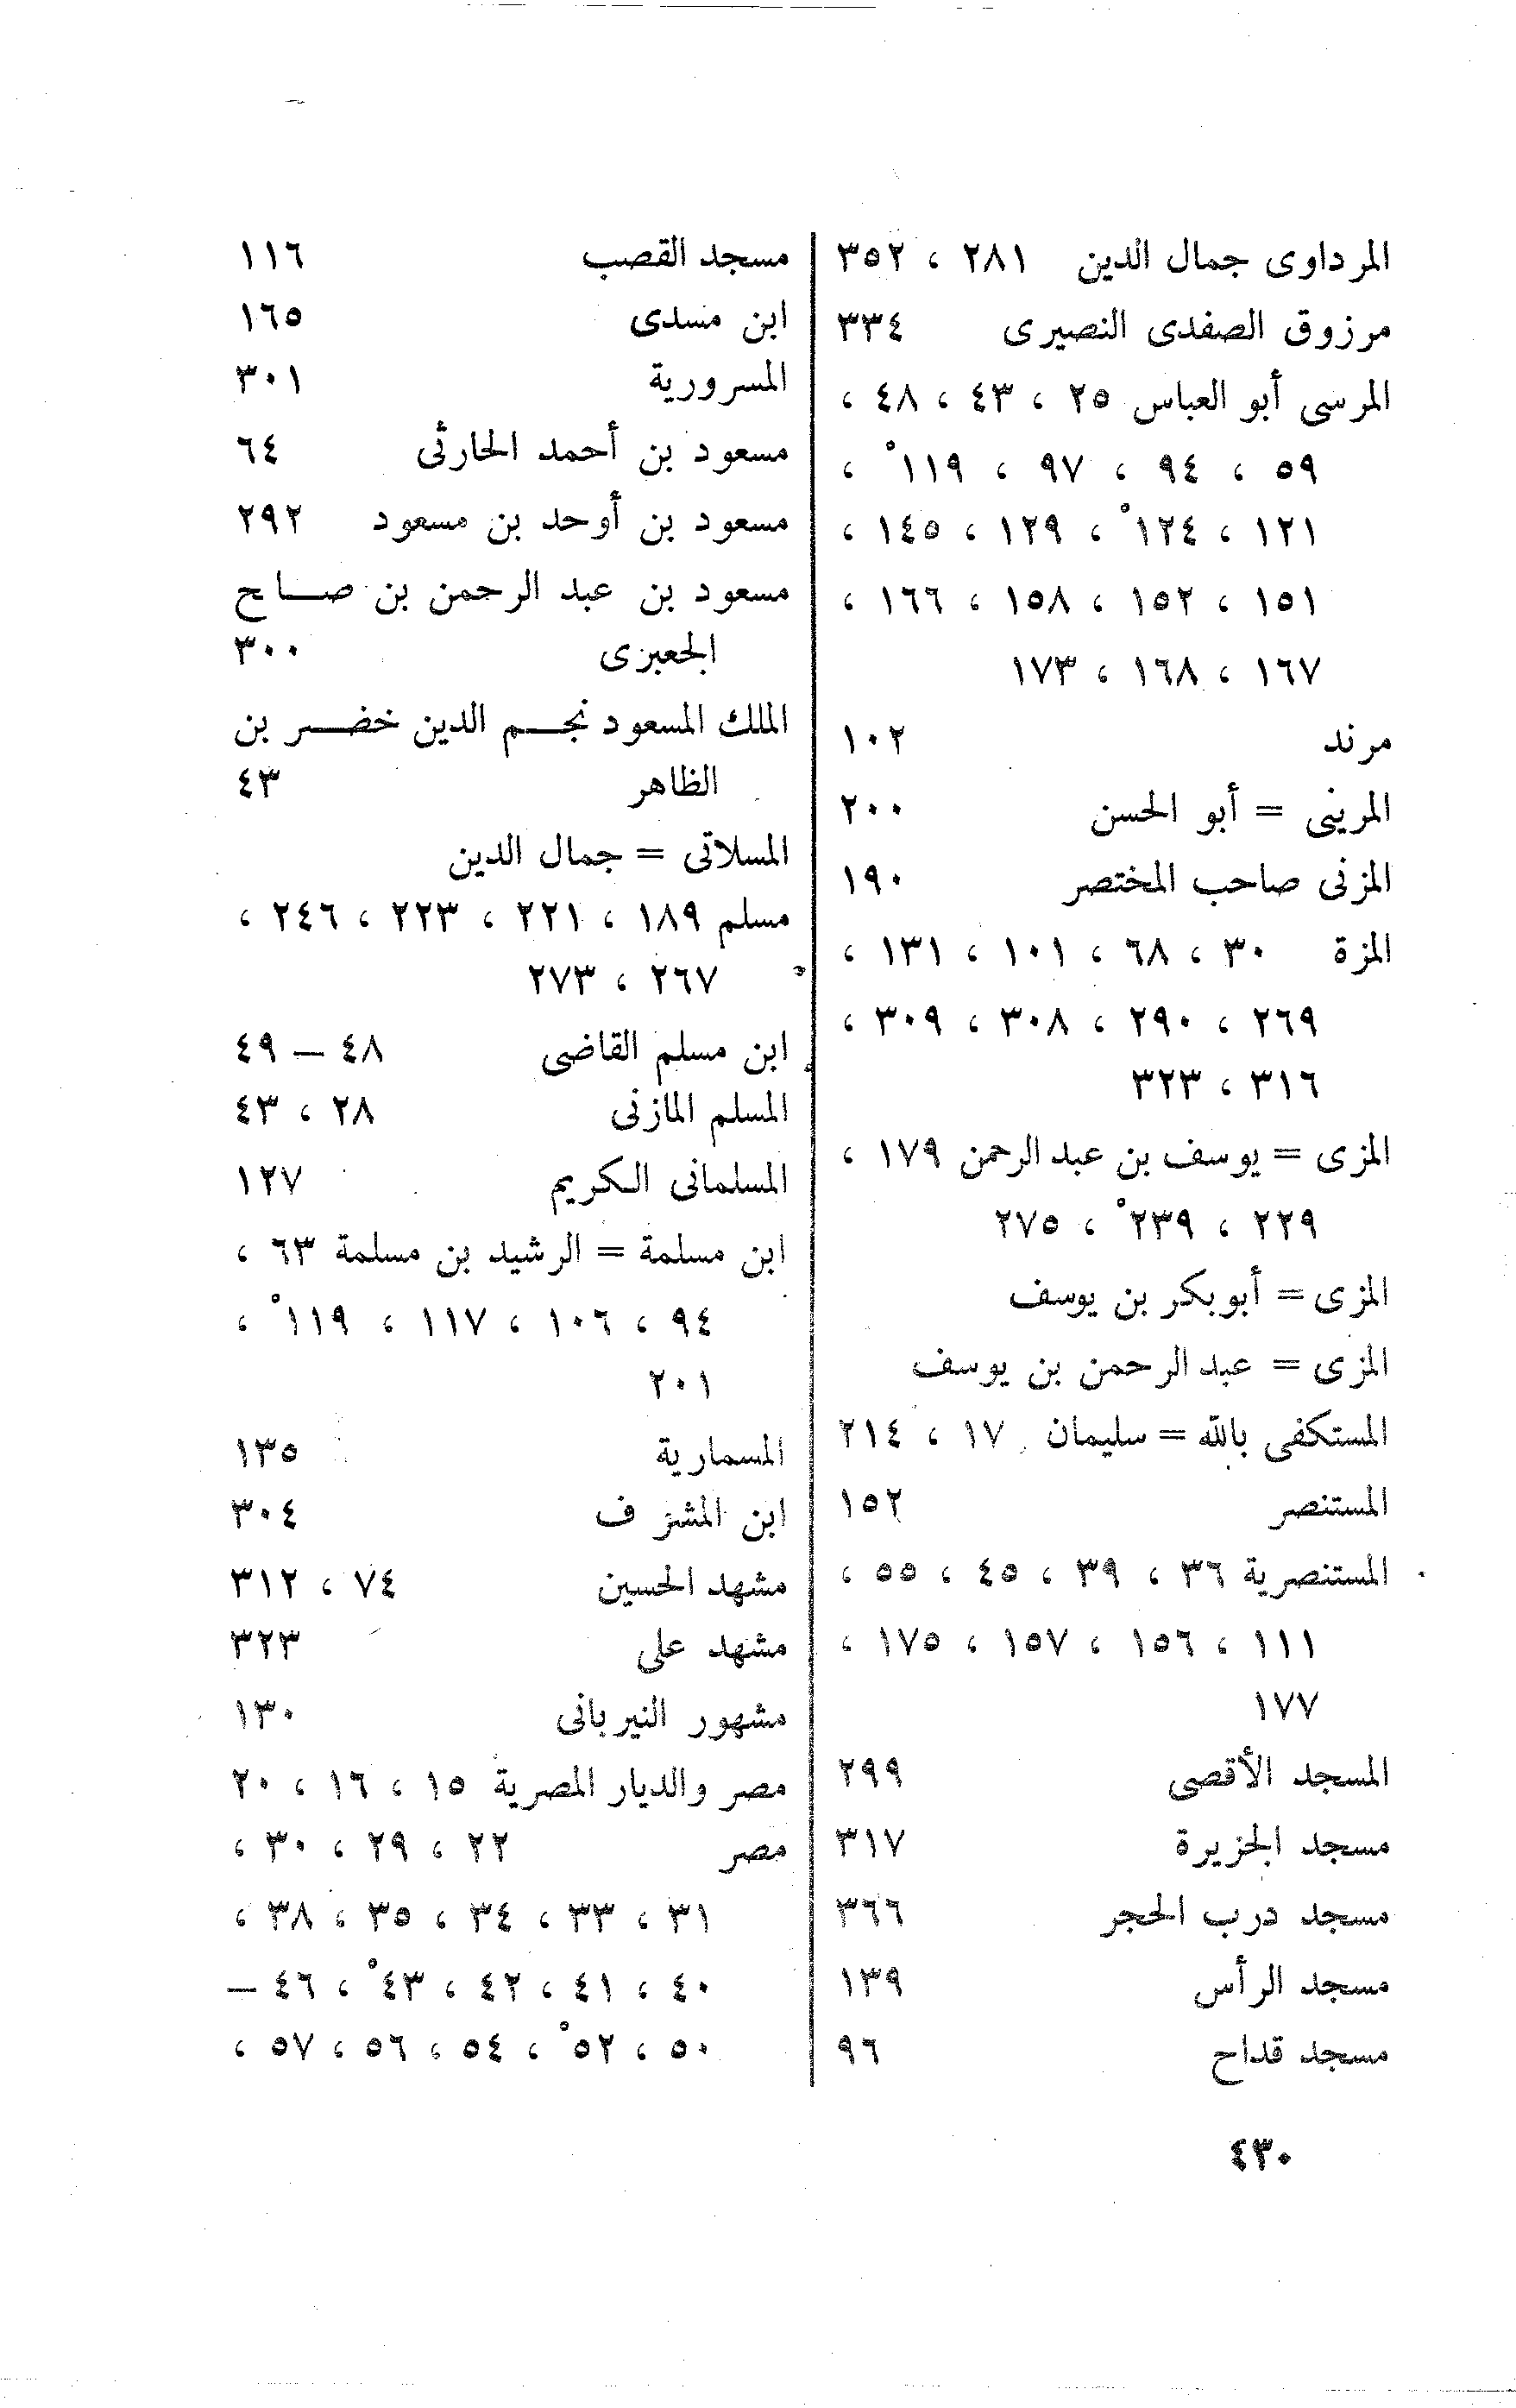 المرداوى جمال الدين ٢٨١ ، ٣٥٢
مرزوق الصفدى النصيرى ٣٣٤
المرسى أبو العباس ٢٥ ، ٤٣ ، ٤٨ ،
٥٩ ، ٩٤ ، ٩٧ ، ١١٩ْ ،
١٢١ ، ١٢٤ْ ، ١٢٩ ، ١٤٥ ،
١٥١ ، ١٥٢ ، ١٥٨ ، ١٦٦ ،
١٦٧ ، ١٦٨ ، ١٧٣
مرند ١٠٢
المرينى = أبو الحسن ٢٠٠
المزنى صاحب المختصر ١٩٠
المزة ٣٠ ، ٦٨ ، ١٠١ ، ١٣١ ،
٢٦٩ ، ٢٩٠ ، ٣٠٨ ، ٣٠٩ ،
٣١٦ ، ٣٢٣
المزى = يوسف بن عبد الرحمن ١٧٩ ،
٢٢٩ ، ٢٣٩ْ ، ٢٧٥
المزى = أبوبكر بن يوسف
المزى = عبد الرحمن بن يوسف
المستكفى بالله = سليمان ١٧ ، ٢١٤
المستنصر ١٥٢
المستنصرية ٣٦ ، ٣٩ ، ٤٥ ، ٥٥ ،
١١١ ، ١٥٦ ، ١٥٧ ، ١٧٥ ،
١٧٧
المسجد الأقصى ٢٩٩
مسجد الجزيرة ٣١٧
مسجد درب الحجر ٣٦٦
مسجد الرأس ١٣٩
مسجد قداح ٩٦
مسجد القصب ١١٦
ابن مسدى ١٦٥
المسرورية ٣٠١
مسعود بن أحمد الحارثى ٦٤
مسعود بن أوحد بن مسعود ٢٩٢
مسعود بن عبد الرحمن بن صـــاح
الجعبزى ٣٠٠
الملك المسعود نجـــم الدين خضـــر بن
الظاهر ٤٣
المسلاتى = جمال الدين
مسلم ١٨٩ ، ٢٢١ ، ٢٢٣ ، ٢٤٦ ،
٢٦٧ ، ٢٧٣
ابن مسلم القاضى ٤٨ – ٤٩
المسلم المازنى ٢٨ ، ٤٣
المسلمانى الكريم ١٢٧
ابن مسلمة = الرشيد بن مسلمة ٦٣ ،
٩٤ ، ١٠٦ ، ١١٧ ، ١١٩ْ ،
٢٠١
المسمارية ١٣٥
ابن المشرف ٣٠٤
مشهد الحسين ٧٤ ، ٣١٢
مشهد على ٣٢٣
مشهور النيربانى ١٣٠
مصر والديار المصرية ١٥ ، ١٦ ، ٢٠
مصر ٢٢ ، ٢٩ ، ٣٠ ،
٣١ ، ٣٣ ، ٣٤ ، ٣٥ ، ٣٨ ،
٤٠ ، ٤١ ، ٤٢ ، ٤٣ْ ، ٤٦ –
٥٠ ، ٥٢ْ ، ٥٤ ، ٥٦ ، ٥٧ ،
٤٣٠